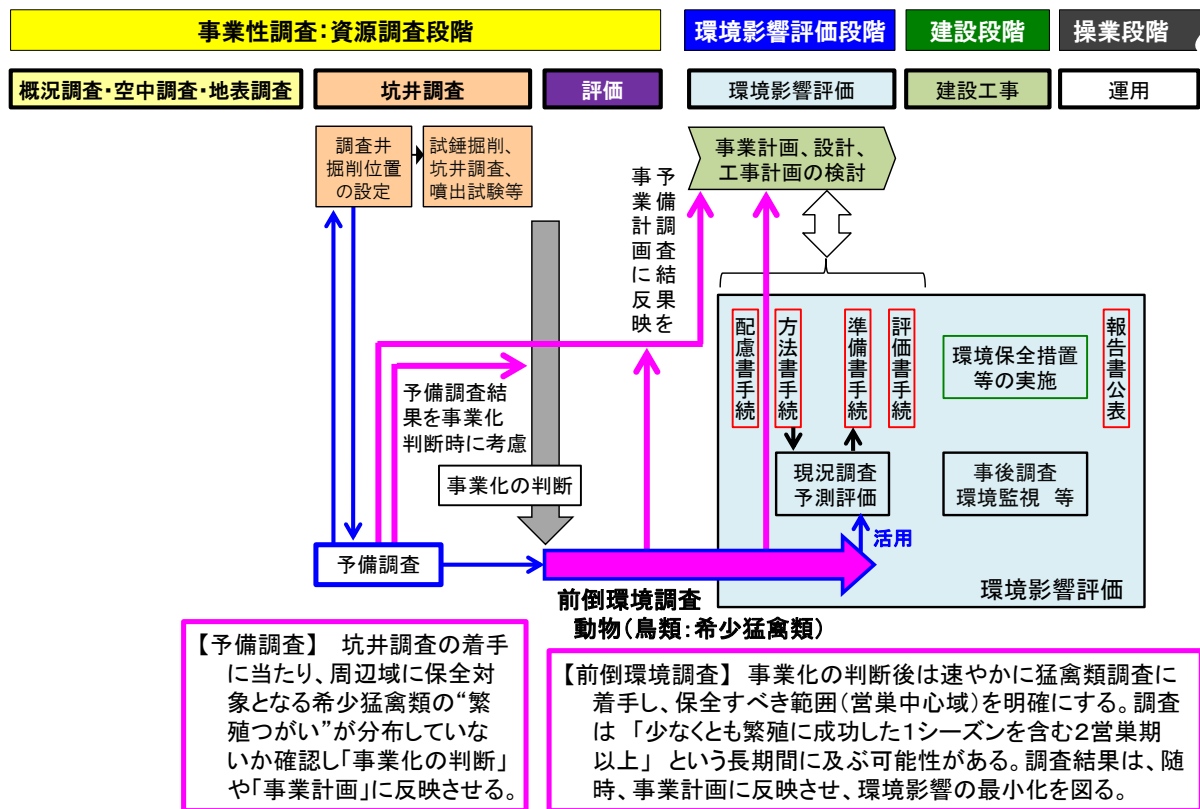 事業性調査：資源調査段階
環境影響評価段階
建設段階
操業段階
概況調査・空中調査・地表調査
坑井調査
評価
環境影響評価
建設工事
運用
調査井
掘削位置
の設定
試錐掘削、
坑井調査、
噴出試験等
事業計画、設計、
工事計画の検討
予備調査結果を
事業計画に反映
配慮書手続
方法書手続
準備書手続
評価書手続
環境保全措置
等の実施
報告書公表
予備調査結
果を事業化
判断時に考慮
事業化の判断
現況調査
予測評価
事後調査
環境監視 等
活用
予備調査
環境影響評価
前倒環境調査
動物（鳥類：希少猛禽類）
【予備調査】 坑井調査の着手
に当たり、周辺域に保全対
象となる希少猛禽類の“繁
殖つがい”が分布していな
いか確認し「事業化の判断」
や「事業計画」に反映させる。
【前倒環境調査】 事業化の判断後は速やかに猛禽類調査に
着手し、保全すべき範囲（営巣中心域）を明確にする。調査
は 「少なくとも繁殖に成功した１シーズンを含む２営巣期
以上」 という長期間に及ぶ可能性がある。調査結果は、随
時、事業計画に反映させ、環境影響の最小化を図る。